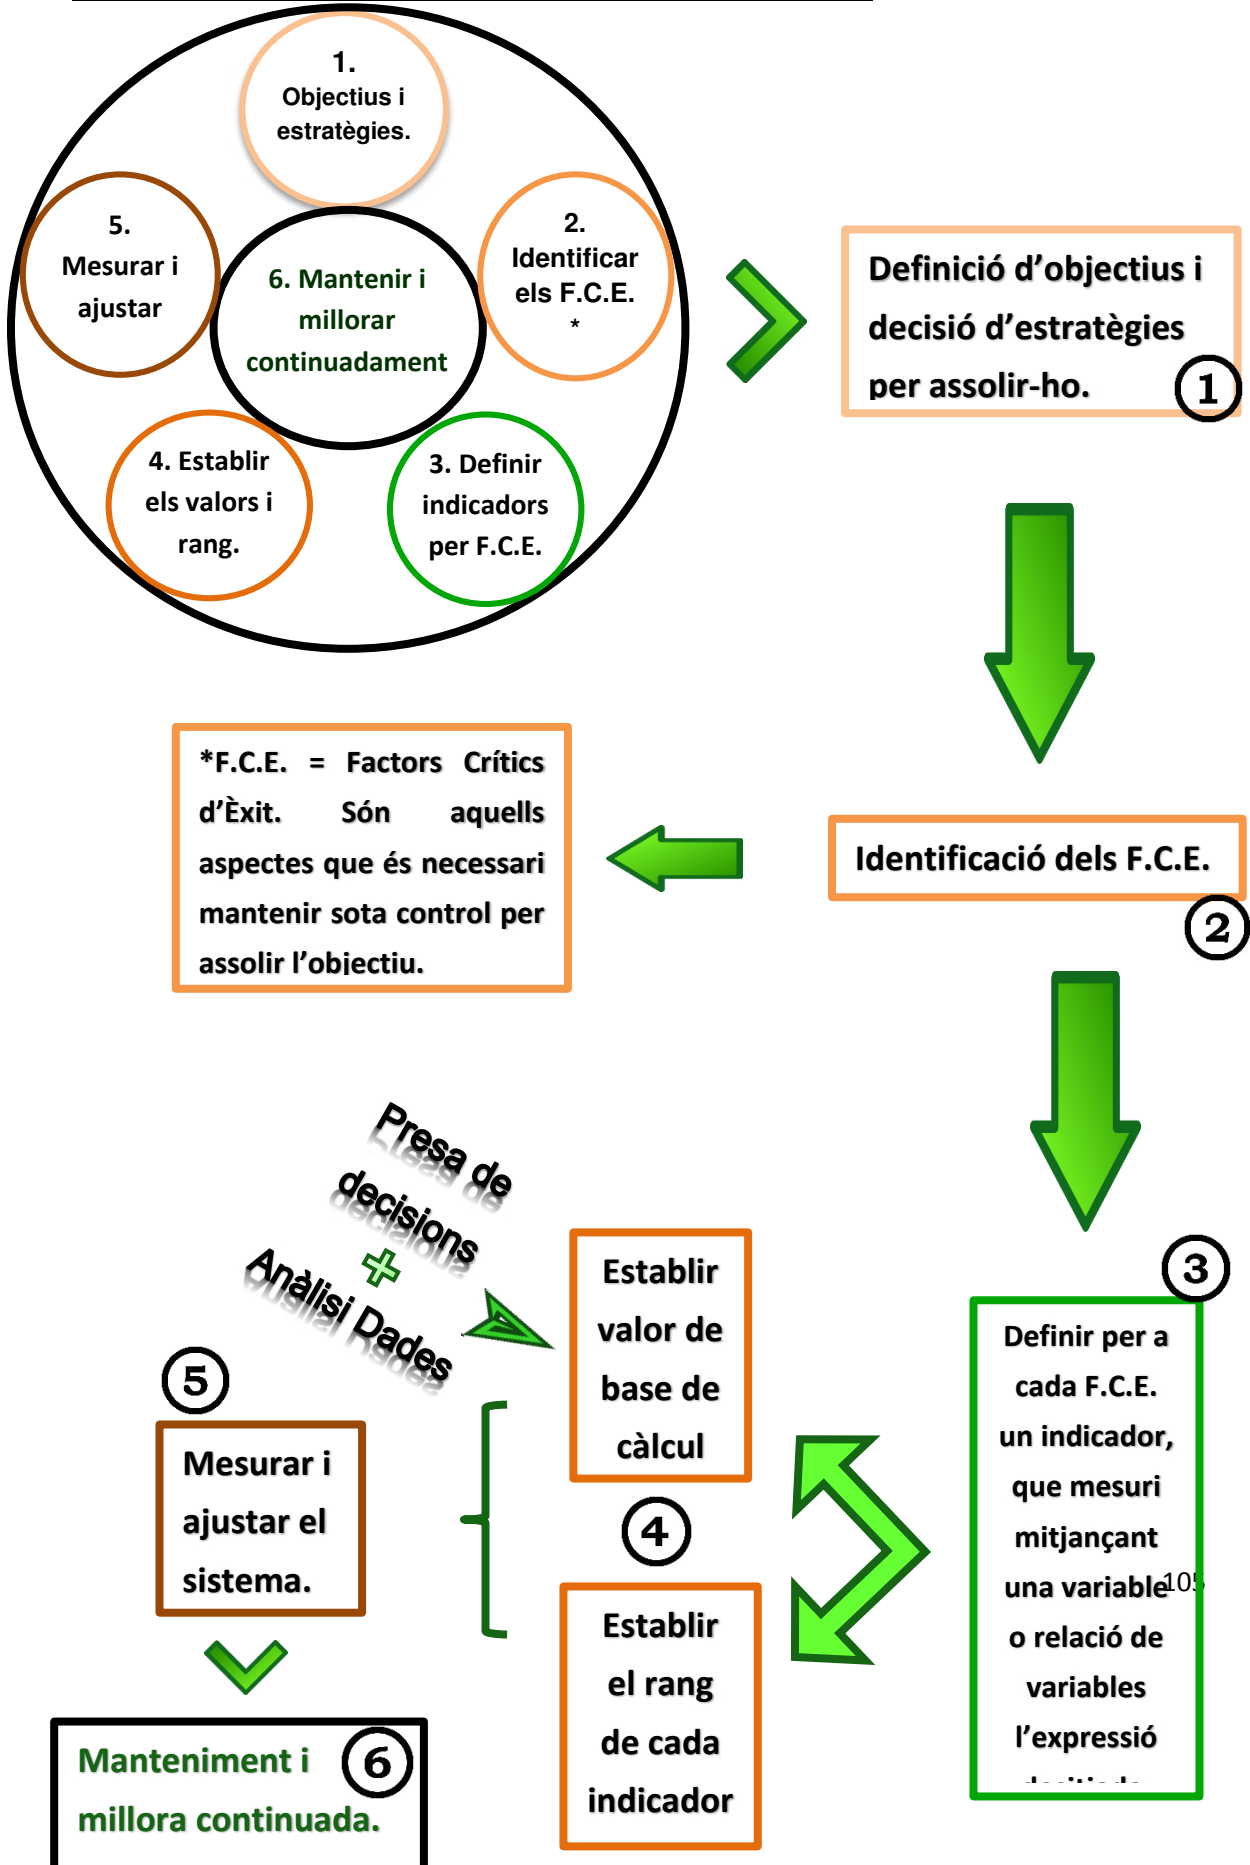 1.
Objectius i
estratègies.
5.
Mesurar i
ajustar
2.
Identificar
els F.C.E.
*
6. Mantenir i
millorar
continuadament
4. Establir
els valors i
rang.
3. Definir
indicadors
per F.C.E.
Definició d’objectius i
decisió d’estratègies
per assolir-ho.
1
*F.C.E. = Factors Crítics
d’Èxit. Són aquells
aspectes que és necessari
mantenir sota control per
assolir l’objectiu.
Identificació dels F.C.E.
2
3
Definir per a
cada F.C.E.
un indicador,
que mesuri
mitjançant
una variable
o relació de
variables
l’expressió
105
Presa de
decisions
+
Anàlisi Dades
Establir
valor de
base de
càlcul
4
Establir
el rang
de cada
indicador
5
Mesurar i
ajustar el
sistema.
6
Manteniment i
millora continuada.